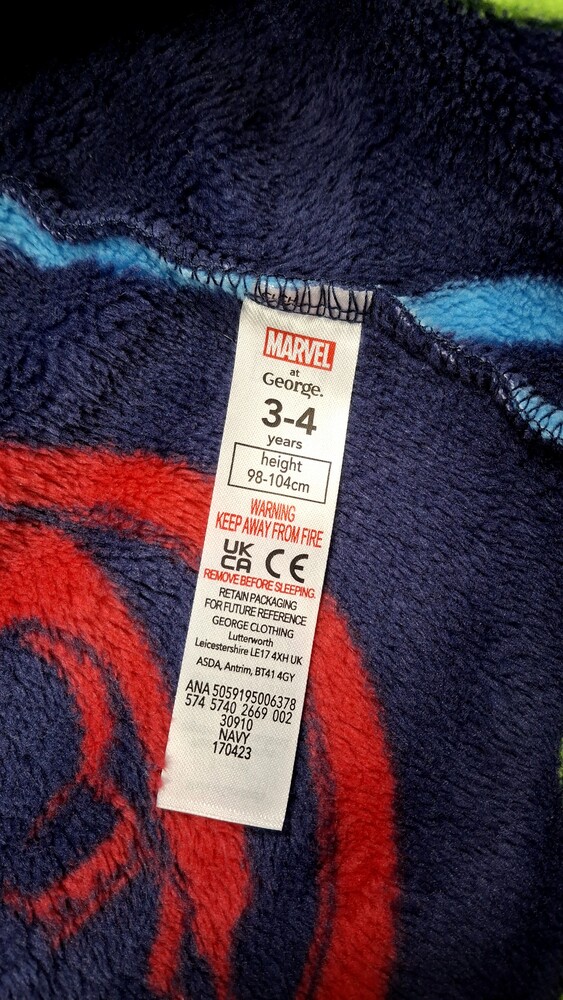 MARVEL
at
George.
3-4
years
height
98-104cm
WARNING
KEEP AWAY FROM FIRE
UK
CA CE
REMOVE BEFORE SLEEPING.
RETAIN PACKAGING
FOR FUTURE REFERENCE
GEORGE CLOTHING
Lutterworth
Leicestershire LE17 4XH UK
ASDA, Antrim, BT41 4GY
ANA 5059195006378
574 5740 2669 002
30910
NAVY
170423